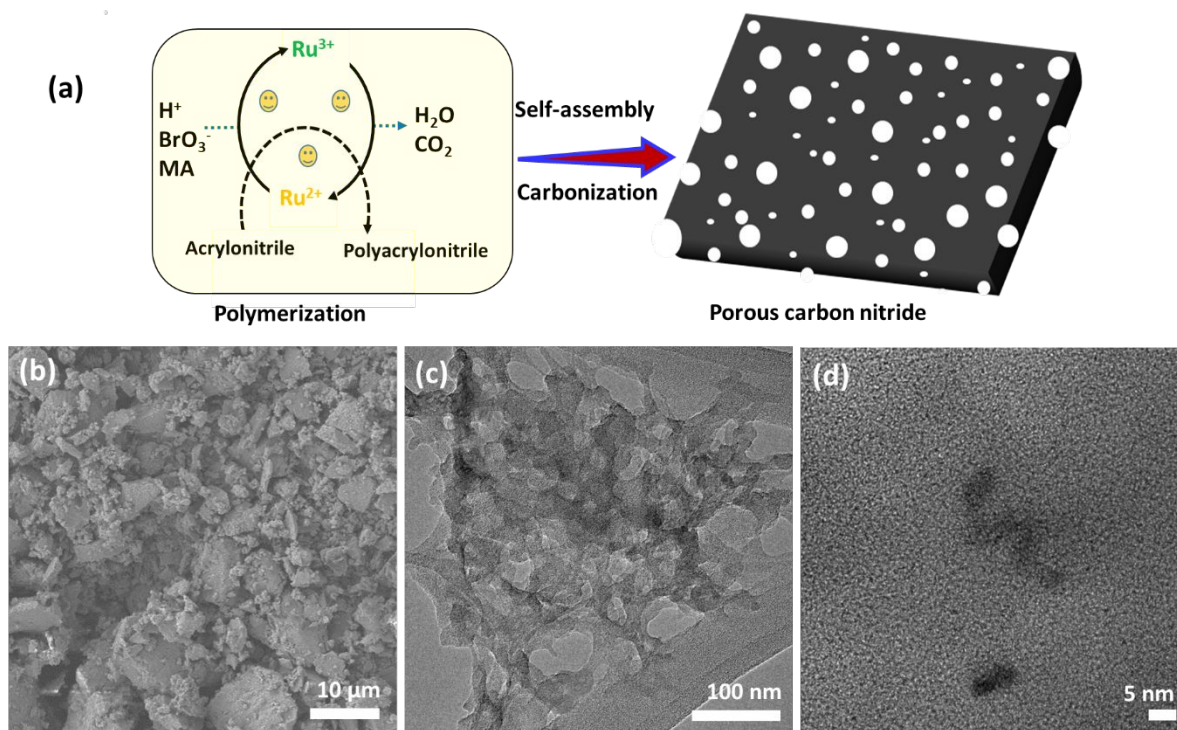 (a)
Ru³⁺
H⁺
BrO₃⁻
MA
H₂O
CO₂
Ru²⁺
Acrylonitrile
Polyacrylonitrile
Polymerization
Self-assembly
Carbonization
Porous carbon nitride
(b)
10 µm
(c)
100 nm
(d)
5 nm